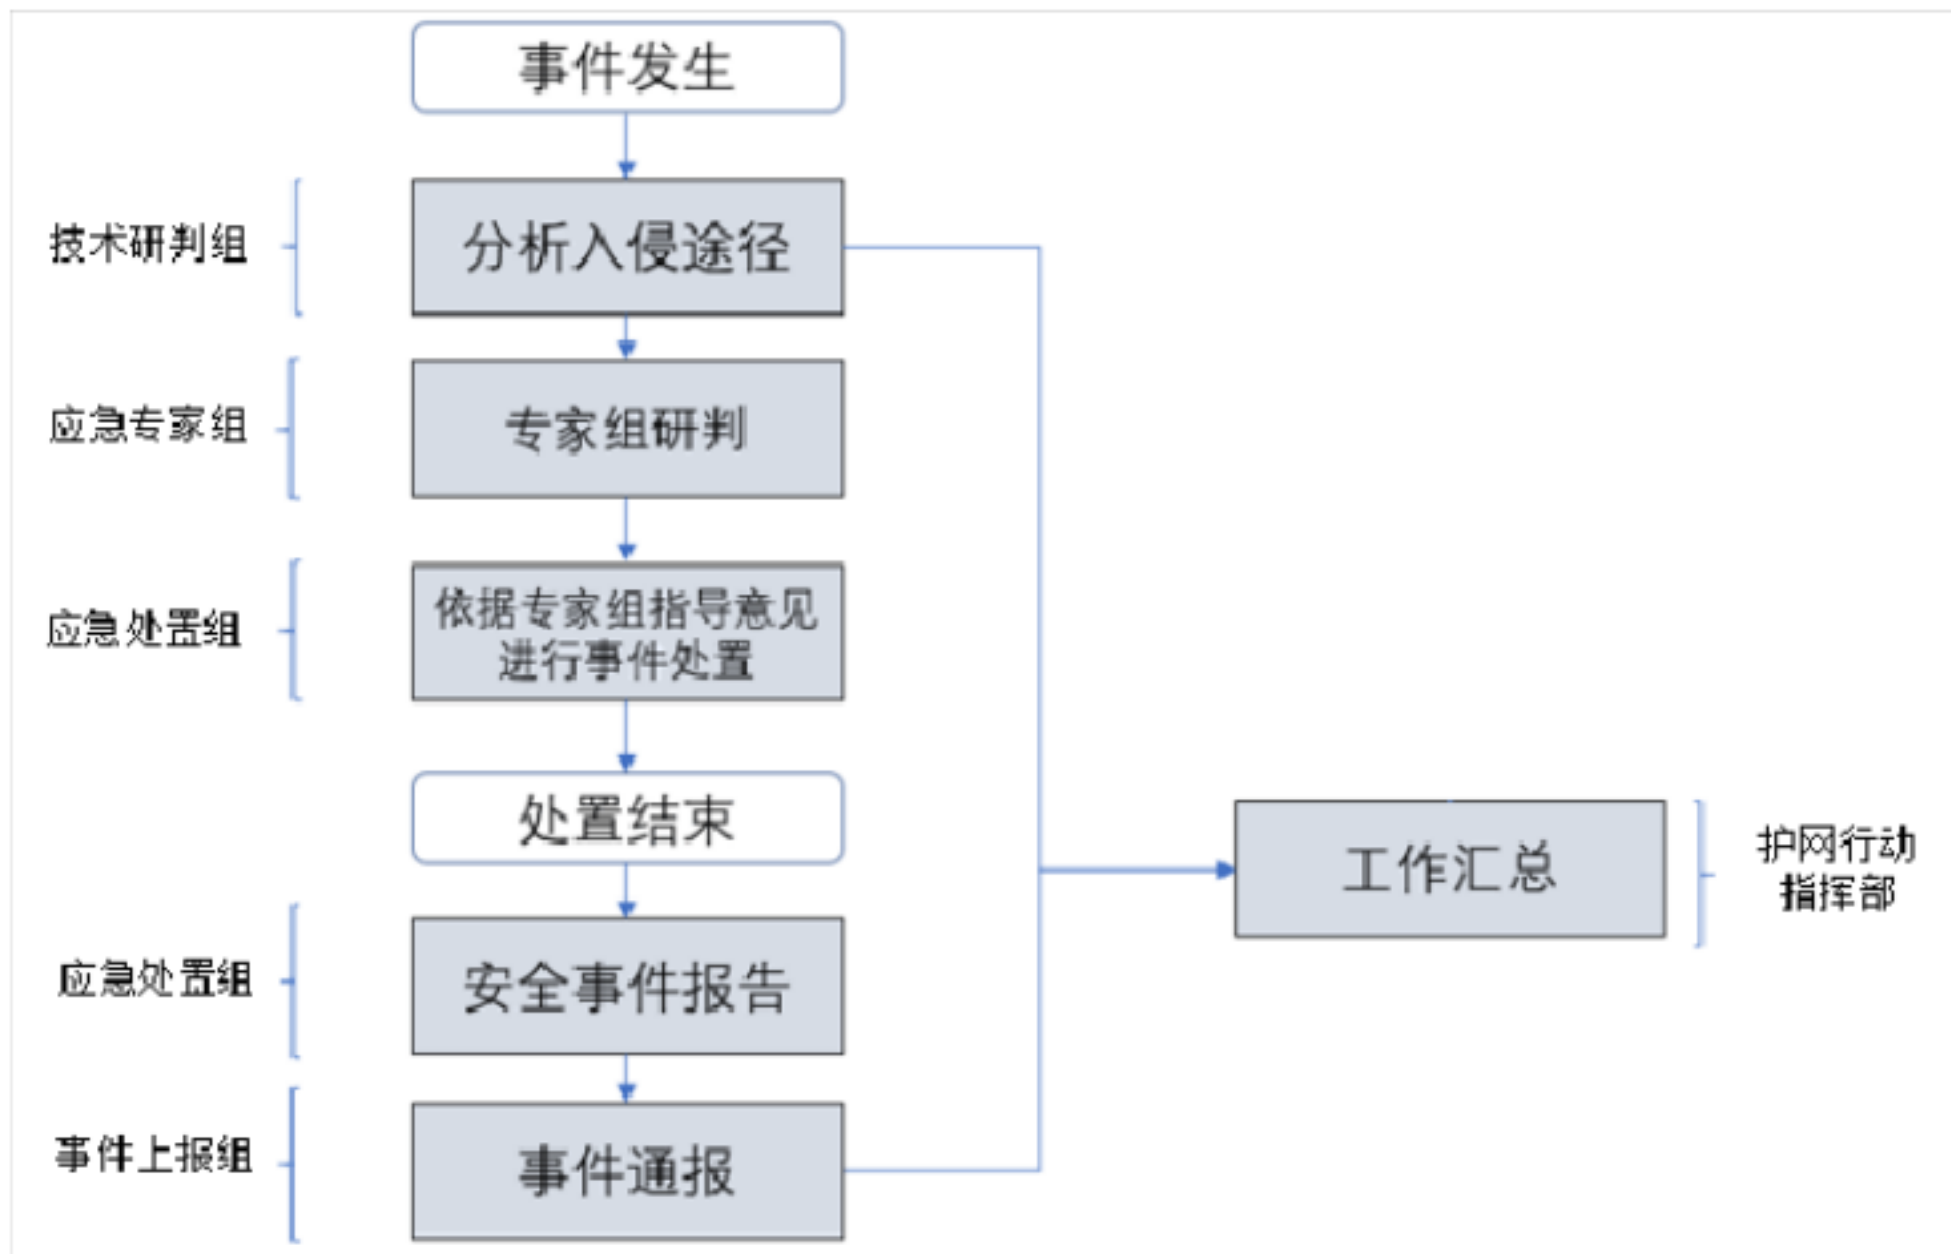 事件发生
技术研判组
分析入侵途径
应急专家组
专家组研判
应急处置组
依据专家组指导意见
进行事件处置
处置结束
工作汇总
护网行动
指挥部
应急处置组
安全事件报告
事件上报组
事件通报